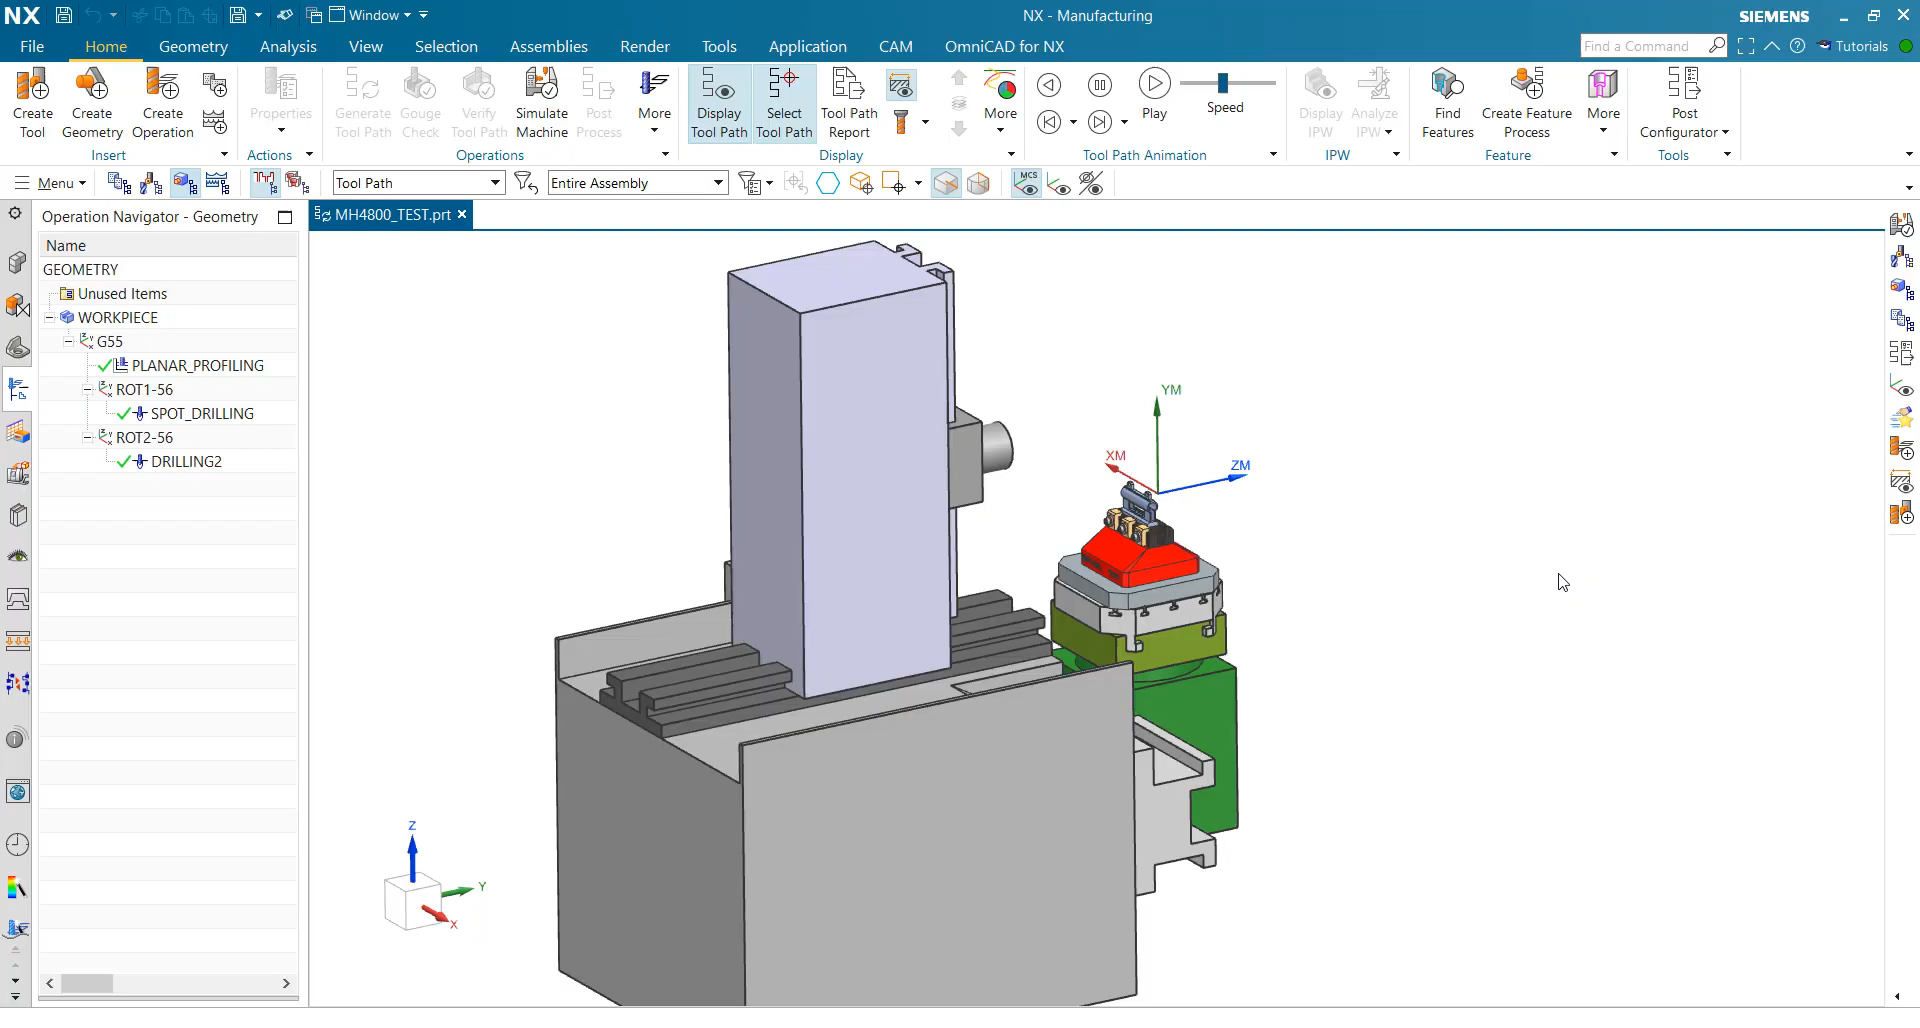 NX Window NX - Manufacturing SIEMENS
File Home Geometry Analysis View Selection Assemblies Render Tools Application CAM OmniCAD for NX Find a Command Tutorials
Create Tool
Create Geometry
Create Operation
Properties
Generate Tool Path
Gouge Check
Verify Tool Path
Simulate Machine
Post Process
More
Display Tool Path
Select Tool Path
Tool Path Report
More
Play
Speed
Display IPW
Analyze IPW
Find Features
Create Feature Process
More
Post Configurator
Insert Actions Operations Display Tool Path Animation IPW Feature Tools
Menu Tool Path Entire Assembly MCS
Operation Navigator - Geometry
MH4800_TEST.prt
Name
GEOMETRY
Unused Items
WORKPIECE
G55
PLANAR_PROFILING
ROT1-56
SPOT_DRILLING
ROT2-56
DRILLING2
YM
XM
ZM
Z
Y
X